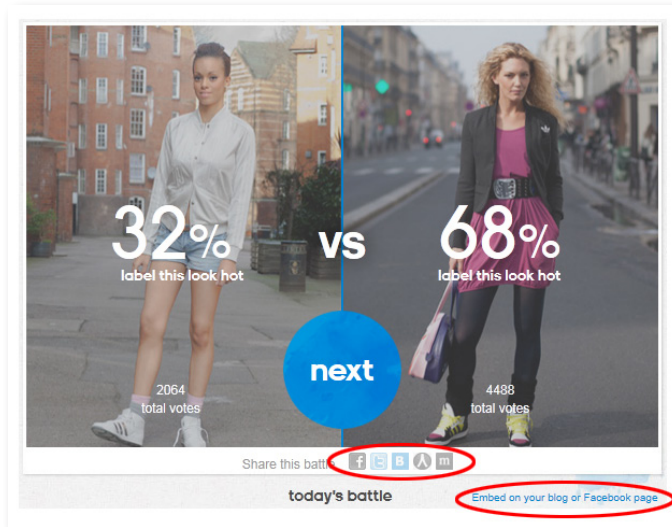 32%
label this look hot
vs
68%
label this look hot
next
2064
total votes
4488
total votes
Share this battle
f t B m
today's battle
Embed on your blog or Facebook page